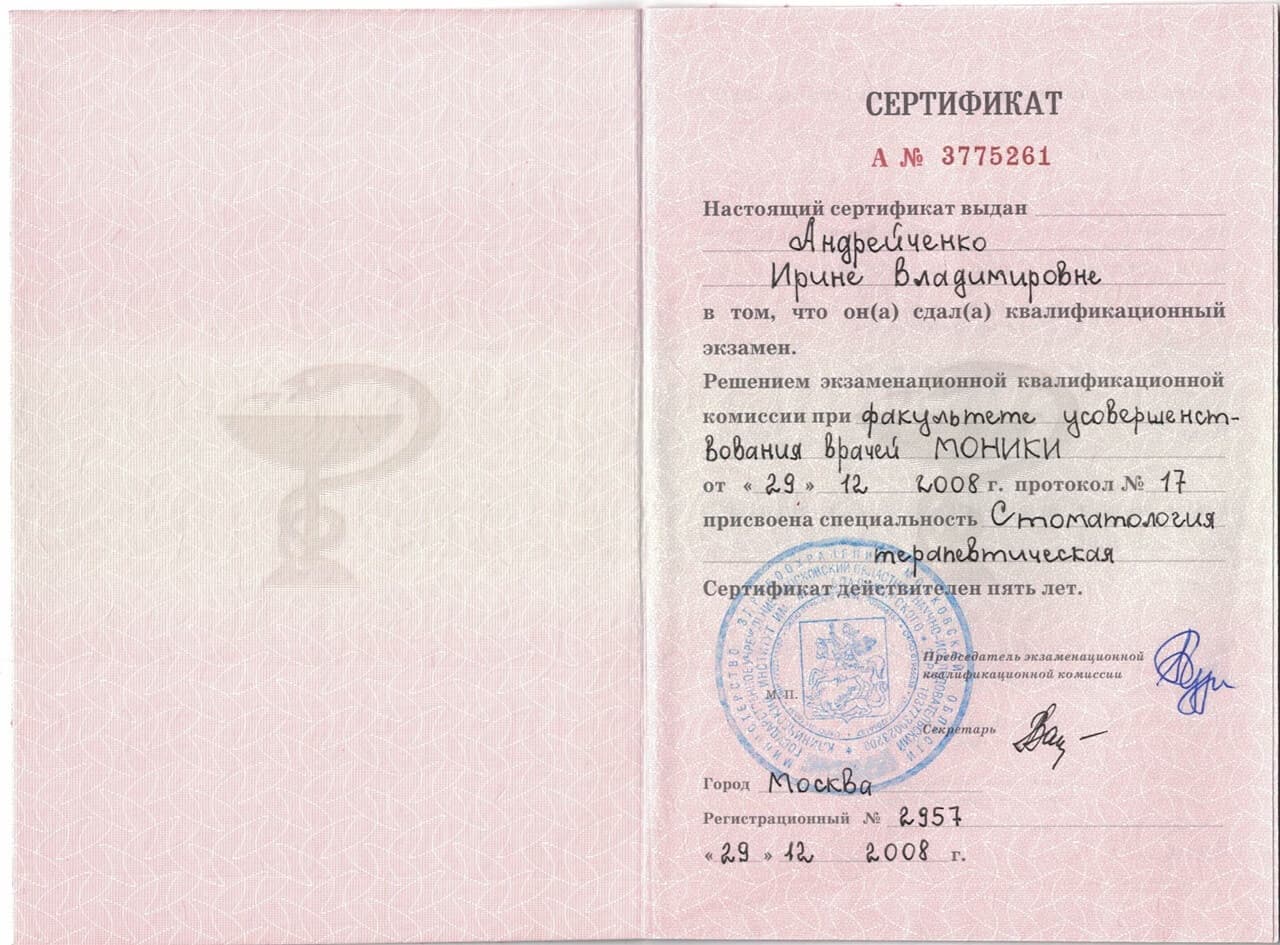 СЕРТИФИКАТ
А № 3775261
Настоящий сертификат выдан
Андрейченко
Ирине Владимировне
в том, что он(а) сдал(а) квалификационный
экзамен.
Решением экзаменационной квалификационной
комиссии при факультете усовершенст-
вования врачей МОНИКИ
от « 29 » 12 2008 г. протокол № 17
присвоена специальность Стоматология
терапевтическая
Сертификат действителен пять лет.
Председатель экзаменационной
квалификационной комиссии
М. П.
Секретарь
Город Москва
Регистрационный № 2957
« 29 » 12 2008 г.